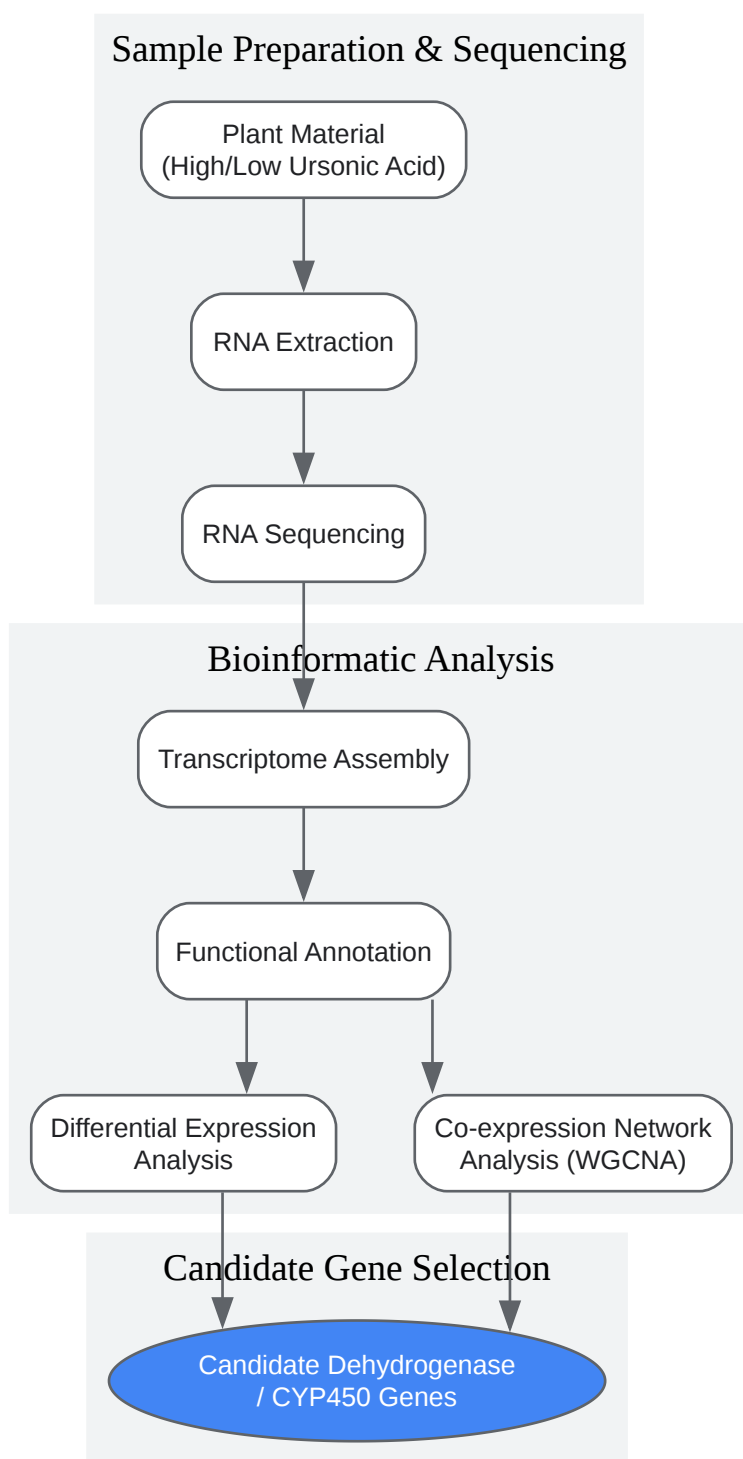 Sample Preparation & Sequencing
Plant Material
(High/Low Ursonic Acid)
RNA Extraction
RNA Sequencing
Bioinformatic Analysis
Transcriptome Assembly
Functional Annotation
Differential Expression
Analysis
Co-expression Network
Analysis (WGCNA)
Candidate Gene Selection
Candidate Dehydrogenase
/ CYP450 Genes